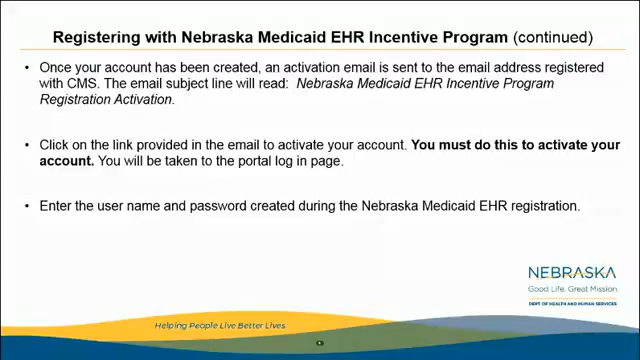 Registering with Nebraska Medicaid EHR Incentive Program (continued)
• Once your account has been created, an activation email is sent to the email address registered
with CMS. The email subject line will read: Nebraska Medicaid EHR Incentive Program
Registration Activation.
• Click on the link provided in the email to activate your account. You must do this to activate your
account. You will be taken to the portal log in page.
• Enter the user name and password created during the Nebraska Medicaid EHR registration.
NEBRASKA
Good Life. Great Mission.
DEPT OF HEALTH AND HUMAN SERVICES
Helping People Live Better Lives